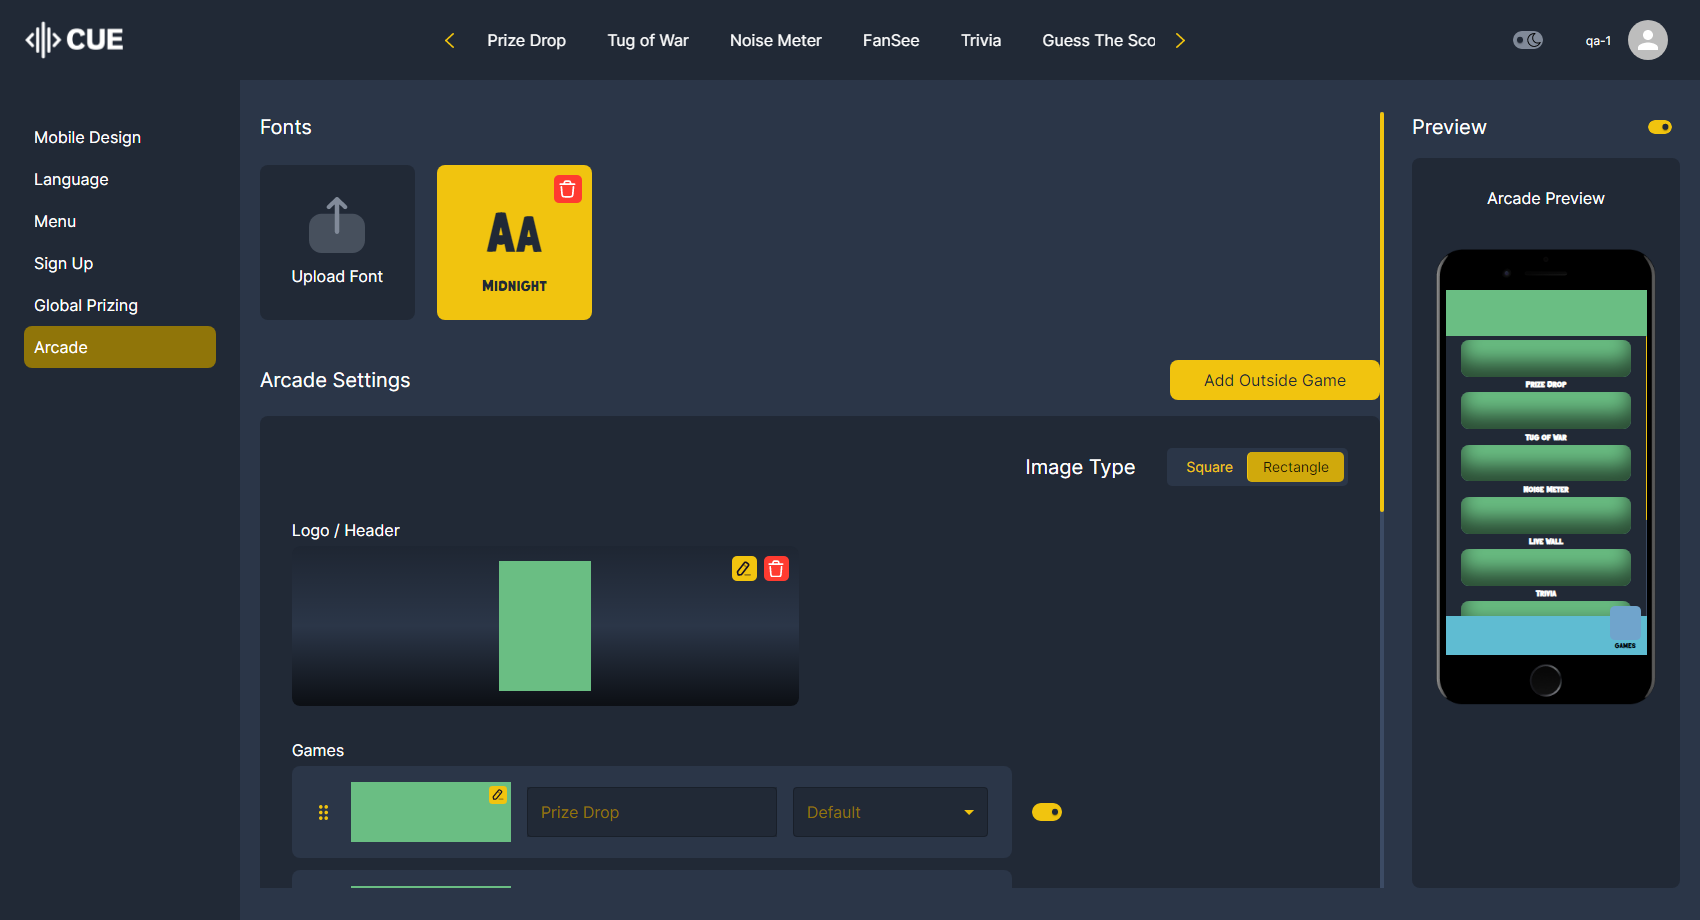 CUE
Prize Drop
Tug of War
Noise Meter
FanSee
Trivia
Guess The Sco
qa-1
Mobile Design
Language
Menu
Sign Up
Global Prizing
Arcade
Fonts
Upload Font
AA
MIDNIGHT
Arcade Settings
Add Outside Game
Image Type
Square
Rectangle
Logo / Header
Games
Prize Drop
Default
Preview
Arcade Preview
PRIZE DROP
TUG OF WAR
NOISE METER
LIVE WALL
TRIVIA
GAMES